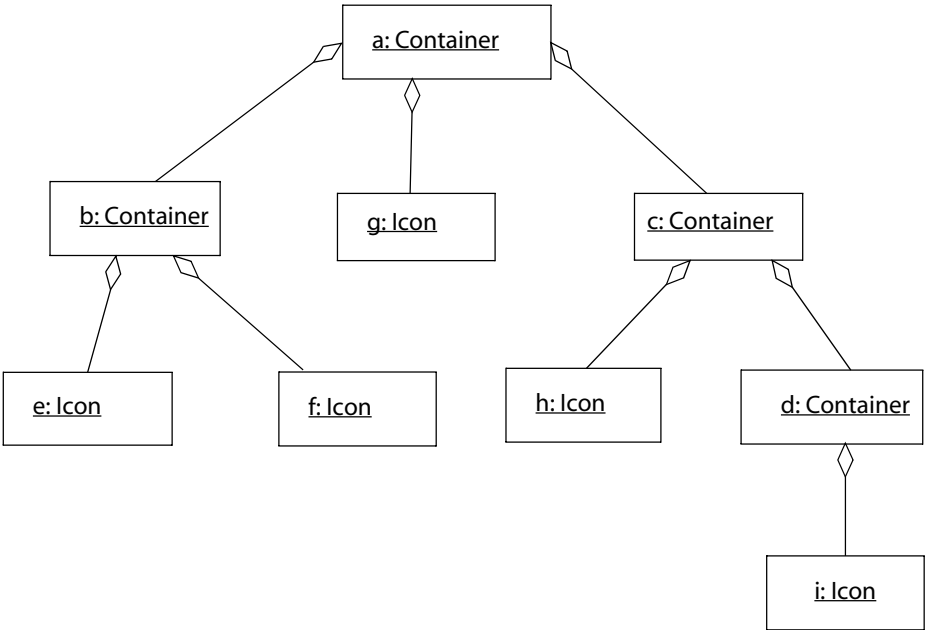 a: Container
b: Container
g: Icon
c: Container
e: Icon
f: Icon
h: Icon
d: Container
i: Icon